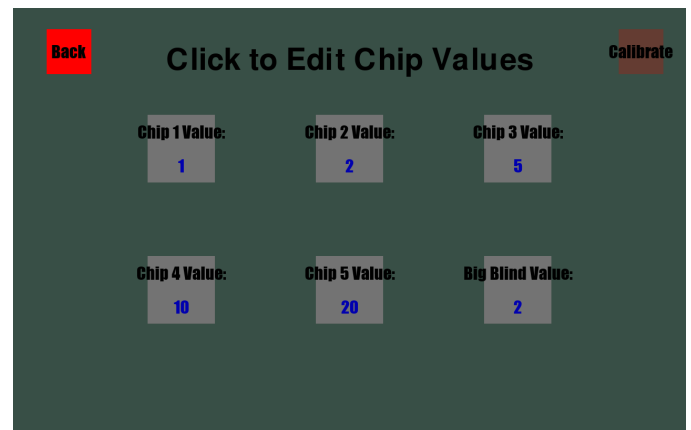 Back
Click to Edit Chip Values
Calibrate
Chip 1 Value:
1
Chip 2 Value:
2
Chip 3 Value:
5
Chip 4 Value:
10
Chip 5 Value:
20
Big Blind Value:
2